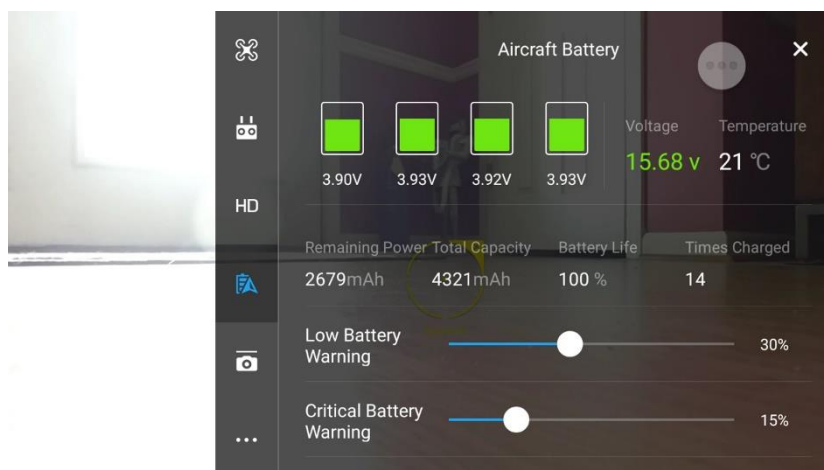 Aircraft Battery
Voltage Temperature
15.68 v 21 °C
3.90V 3.93V 3.92V 3.93V
HD
Remaining Power Total Capacity Battery Life Times Charged
2679mAh 4321mAh 100 % 14
Low Battery
Warning
30%
Critical Battery
Warning
15%